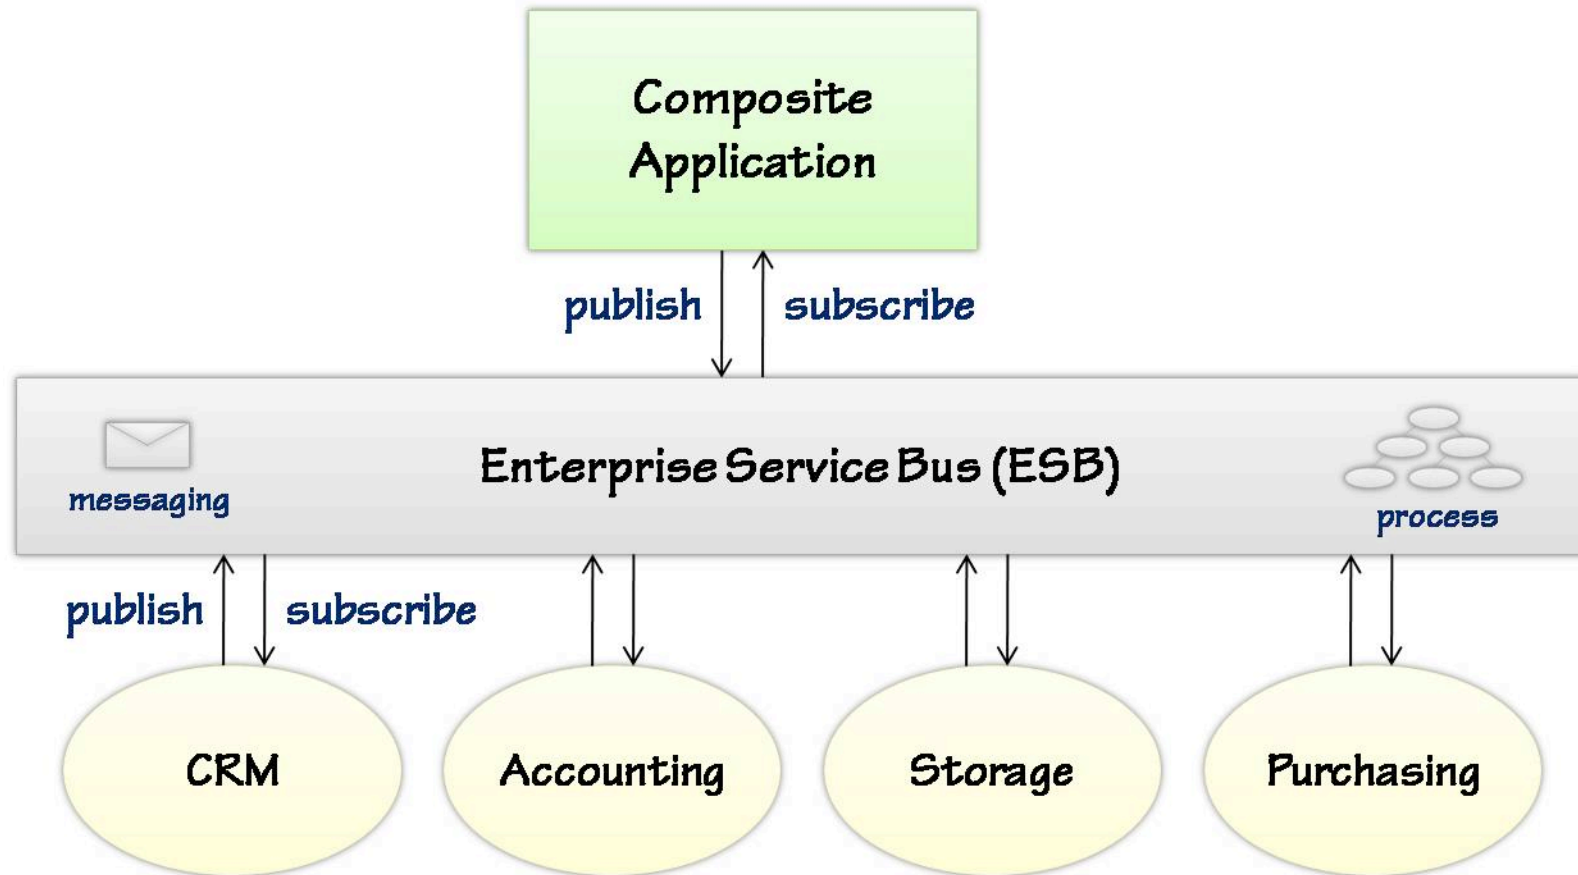 Composite
Application
publish
subscribe
Enterprise Service Bus (ESB)
messaging
process
publish
subscribe
CRM
Accounting
Storage
Purchasing